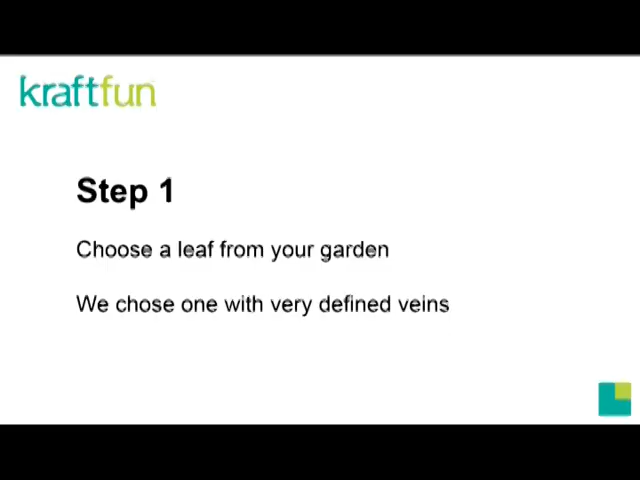 kraftfun
Step 1
Choose a leaf from your garden
We chose one with very defined veins